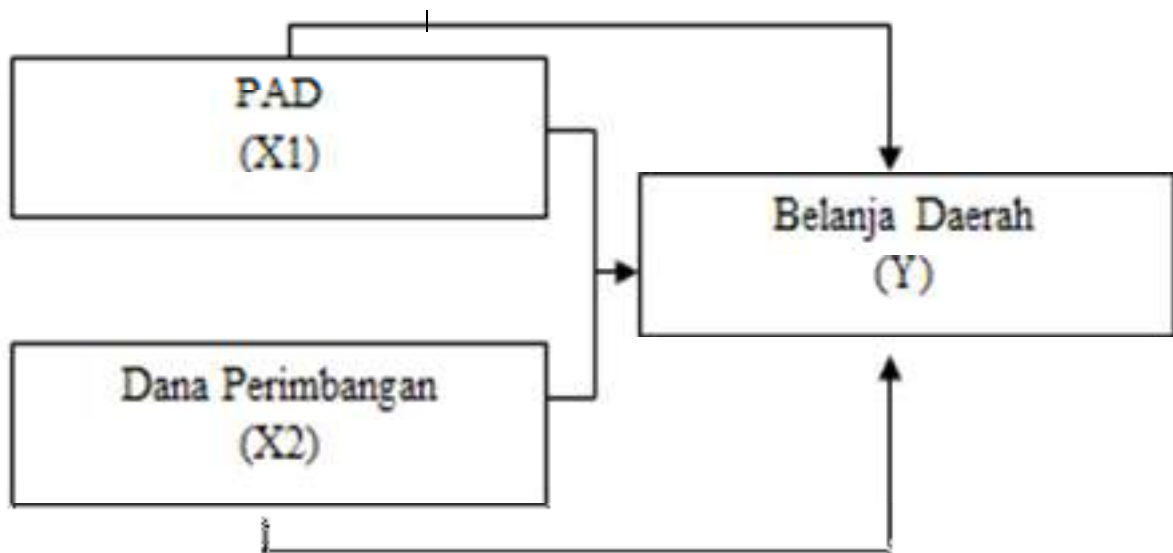 PAD
(X1)
Belanja Daerah
(Y)
Dana Perimbangan
(X2)